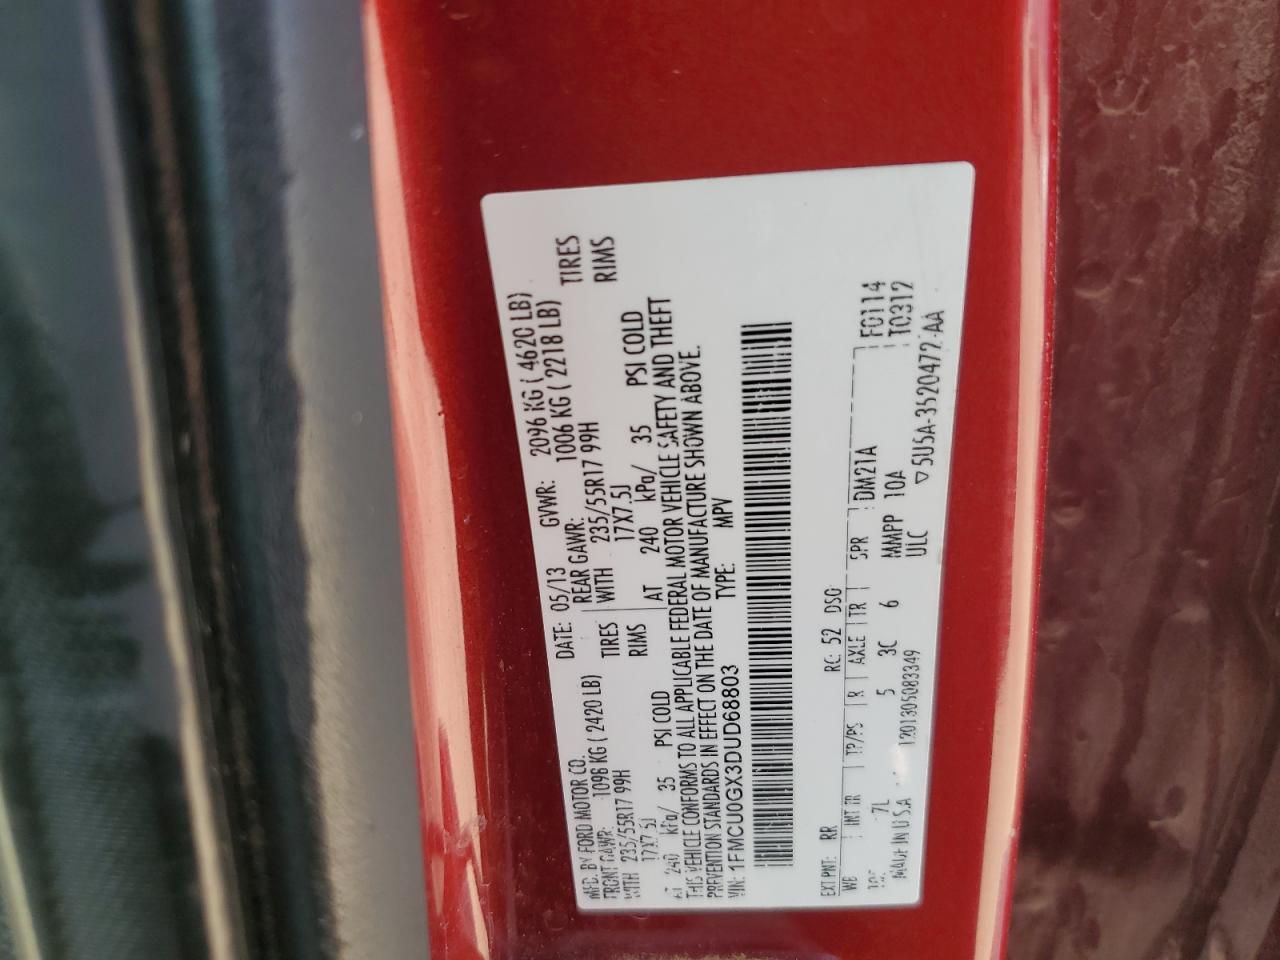 MFD. BY FORD MOTOR CO.
DATE: 05/13 GVWR: 2096 KG ( 4620 LB)
FRONT GAWR: 1098 KG ( 2420 LB) REAR GAWR: 1006 KG ( 2218 LB)
WITH 235/55R17 99H TIRES WITH 235/55R17 99H TIRES
17X7.5J RIMS 17X7.5J RIMS
AT 240 kPa/ 35 PSI COLD AT 240 kPa/ 35 PSI COLD
THIS VEHICLE CONFORMS TO ALL APPLICABLE FEDERAL MOTOR VEHICLE SAFETY AND THEFT
PREVENTION STANDARDS IN EFFECT ON THE DATE OF MANUFACTURE SHOWN ABOVE.
VIN: 1FMCU0GX3DUD68803 TYPE: MPV
EXT PNT: RR RC: 52 DSO:
WB INT TR TP/PS R AXLE TR SPR DM21A F0114
7L 5 3C 6 MMPP 10A T0312
MADE IN U.S.A. 1201305083349 ULC ▽5U5A-3520472 AA